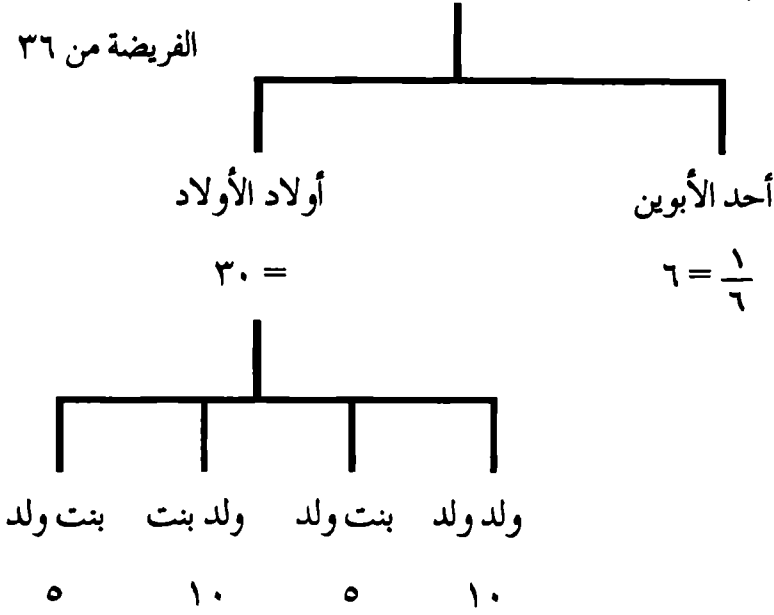 الفريضة من ٣٦
أحد الأبوين
أولاد الأولاد
١/٦ = ٦
= ٣٠
ولد ولد
بنت ولد
ولد بنت
بنت ولد
١٠
٥
١٠
٥